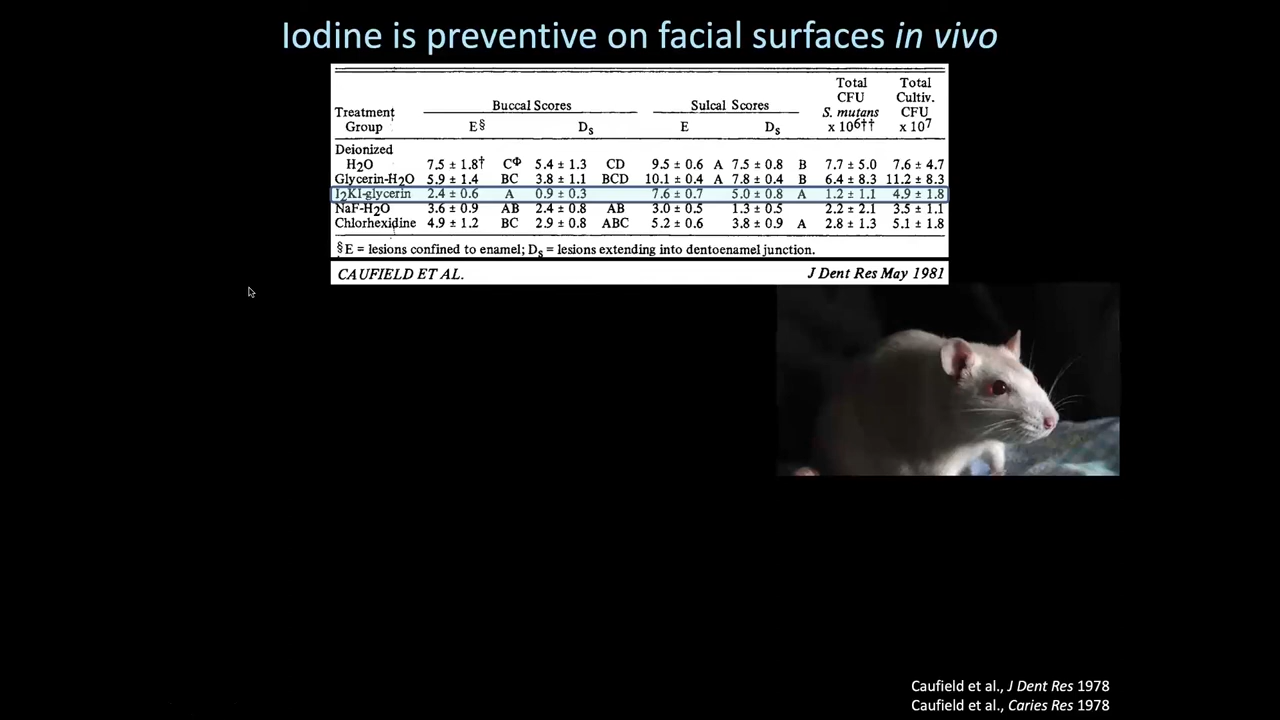 Iodine is preventive on facial surfaces in vivo
Treatment Group Buccal Scores Sulcal Scores Total CFU S. mutans x 10⁶†† Total Cultiv. CFU x 10⁷
E§ Dₛ E Dₛ
Deionized
H₂O 7.5 ± 1.8† CΦ 5.4 ± 1.3 CD 9.5 ± 0.6 A 7.5 ± 0.8 B 7.7 ± 5.0 7.6 ± 4.7
Glycerin-H₂O 5.9 ± 1.4 BC 3.8 ± 1.1 BCD 10.1 ± 0.4 A 7.8 ± 0.4 B 6.4 ± 8.3 11.2 ± 8.3
I₂KI-glycerin 2.4 ± 0.6 A 0.9 ± 0.3 7.6 ± 0.7 5.0 ± 0.8 A 1.2 ± 1.1 4.9 ± 1.8
NaF-H₂O 3.6 ± 0.9 AB 2.4 ± 0.8 AB 3.0 ± 0.5 1.3 ± 0.5 2.2 ± 2.1 3.5 ± 1.1
Chlorhexidine 4.9 ± 1.2 BC 2.9 ± 0.8 ABC 5.2 ± 0.6 3.8 ± 0.9 A 2.8 ± 1.3 5.1 ± 1.8
§E = lesions confined to enamel; Dₛ = lesions extending into dentoenamel junction.
CAUFIELD ET AL. J Dent Res May 1981
Caufield et al., J Dent Res 1978
Caufield et al., Caries Res 1978